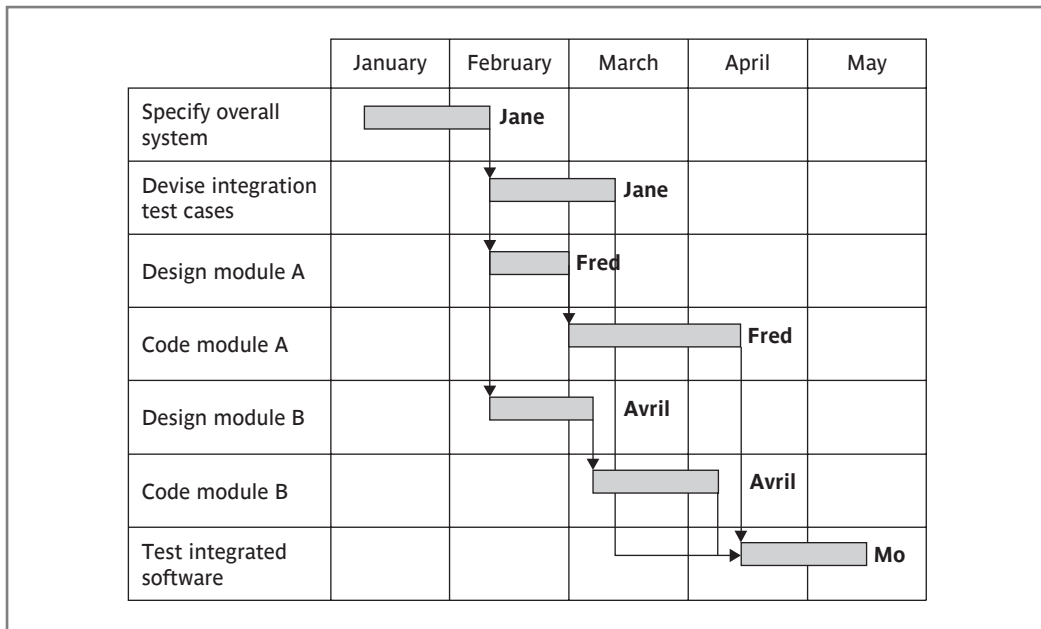 January February March April May
Specify overall
system
Jane
Devise integration
test cases
Jane
Design module A
Fred
Code module A
Fred
Design module B
Avril
Code module B
Avril
Test integrated
software
Mo